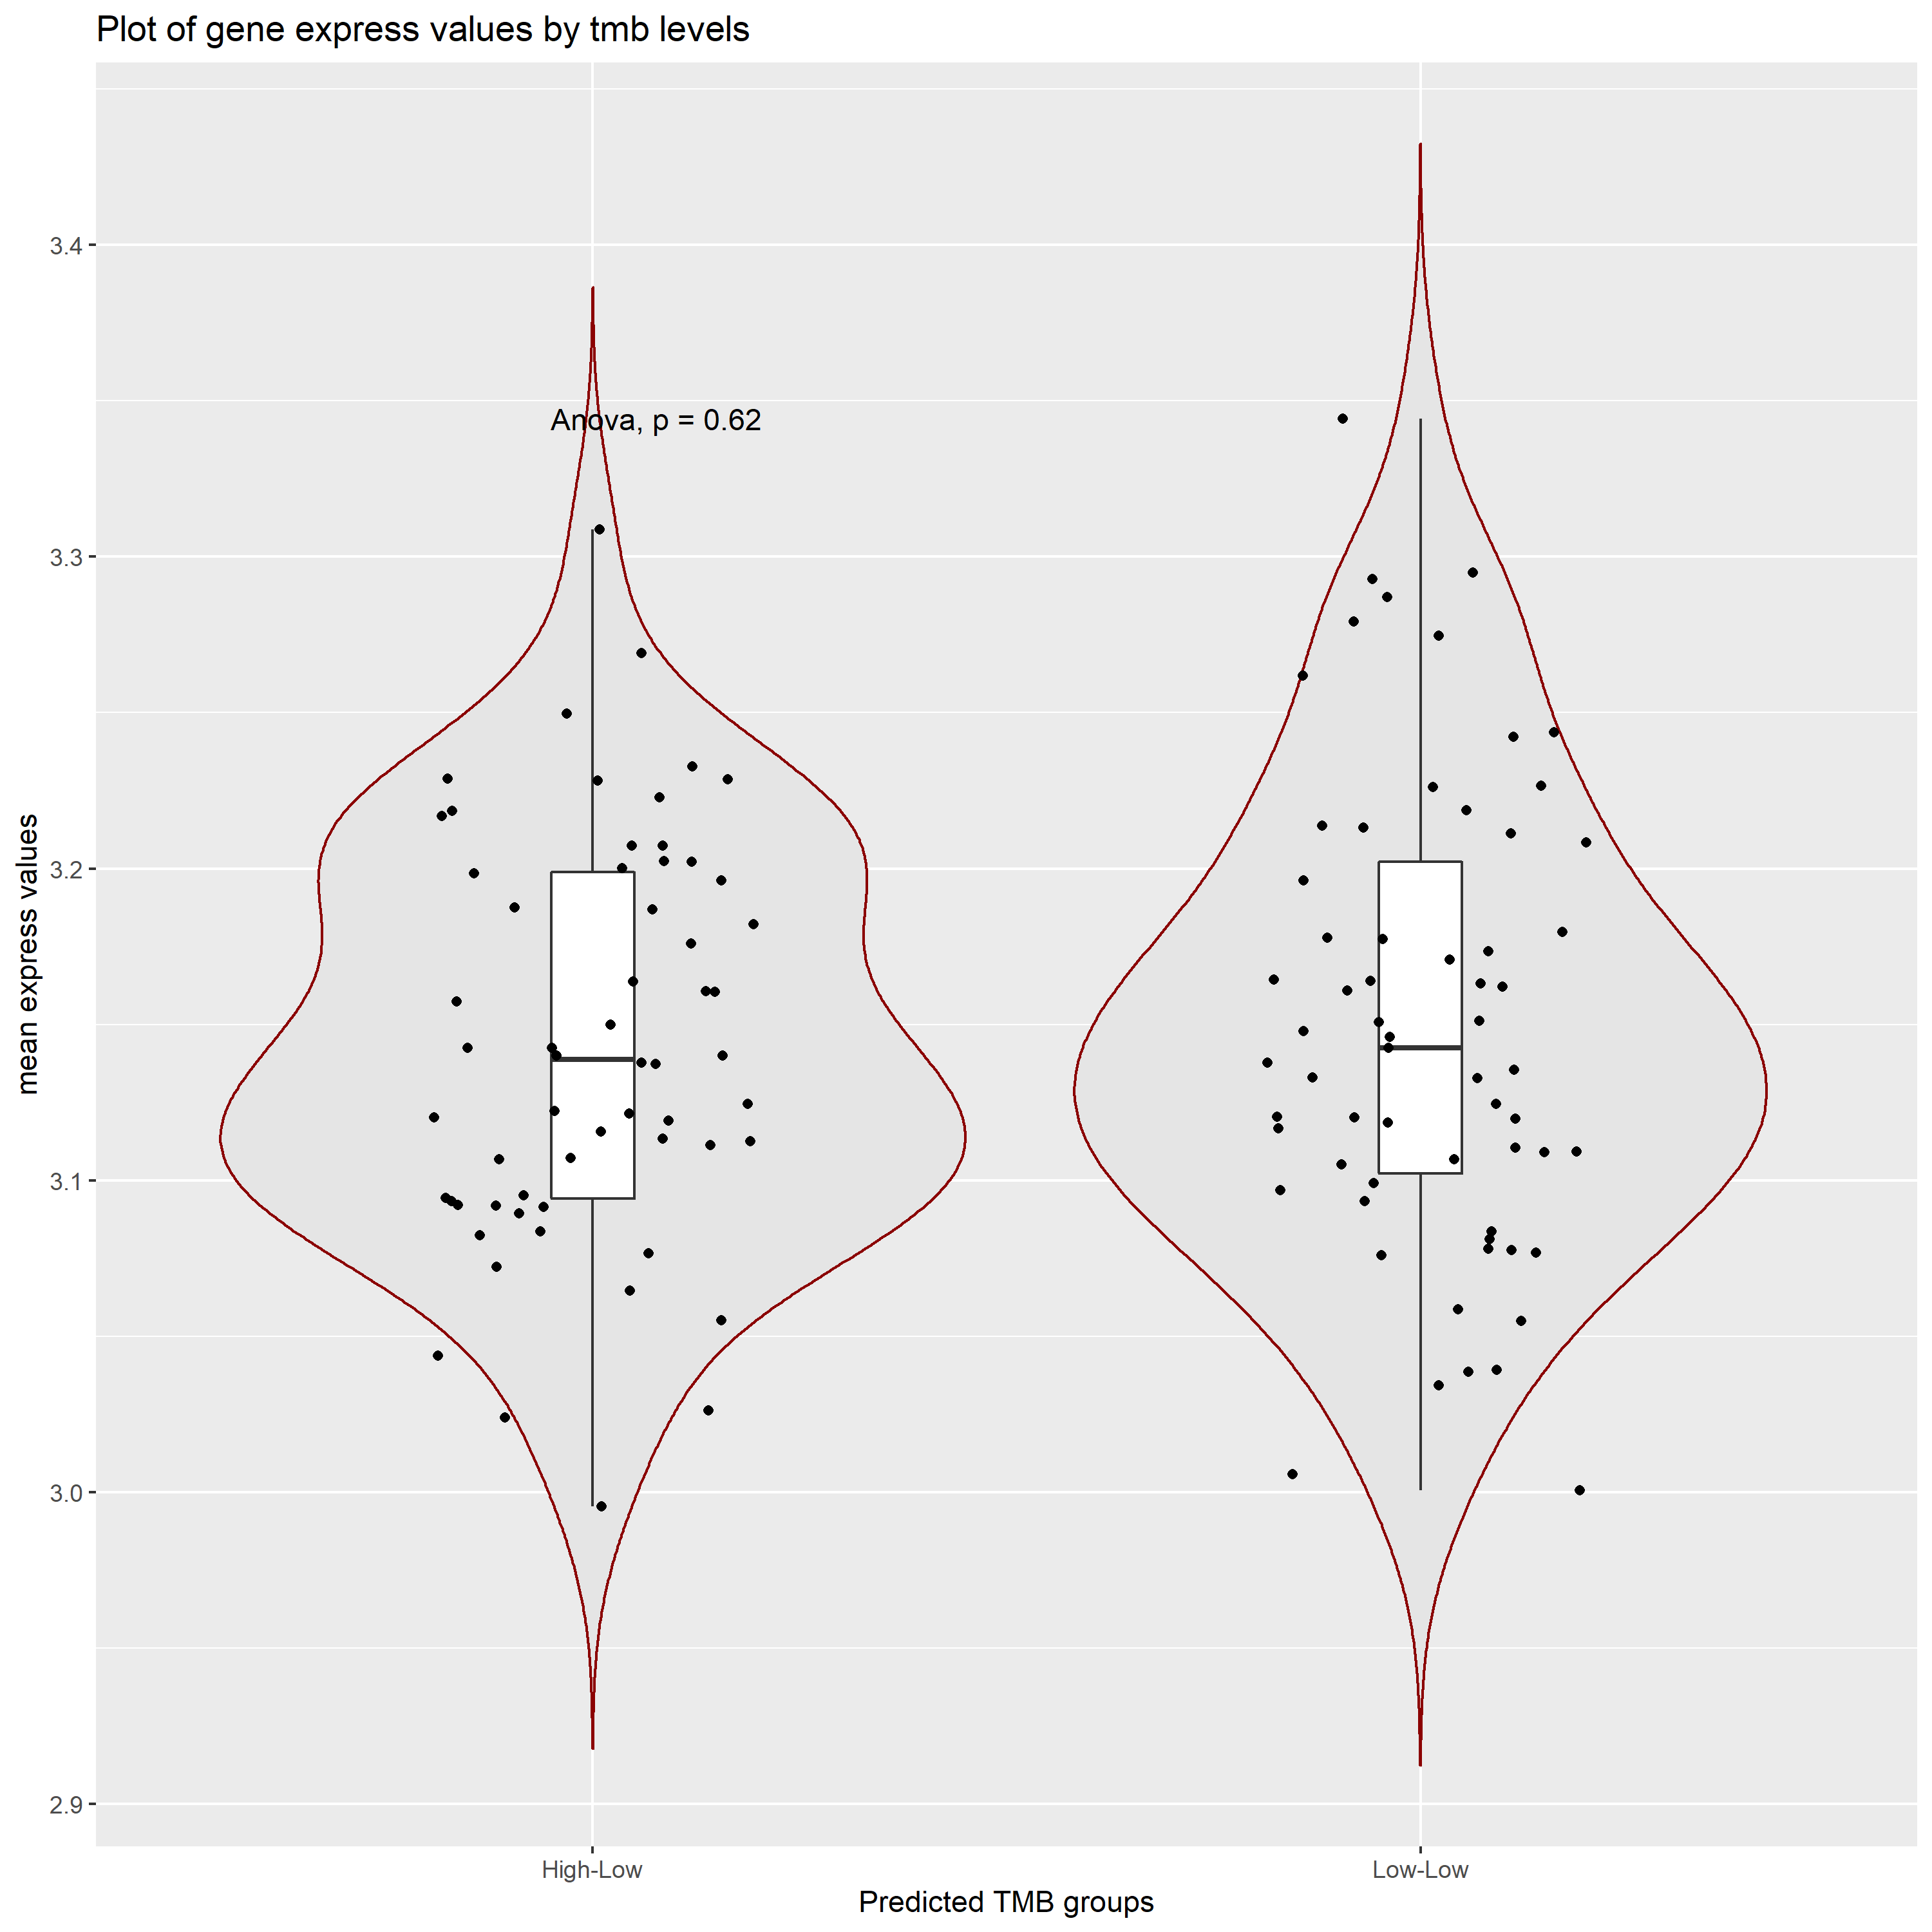 Plot of gene express values by tmb levels
Anova, p = 0.62
mean express values
3.4
3.3
3.2
3.1
3.0
2.9
High-Low
Low-Low
Predicted TMB groups